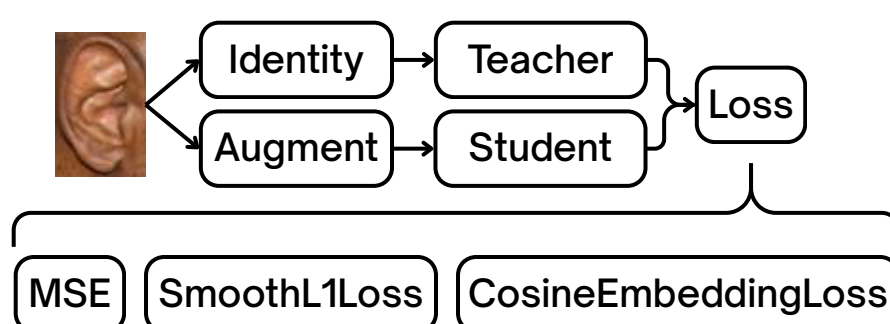 Identity
Teacher
Loss
Augment
Student
MSE
SmoothL1Loss
CosineEmbeddingLoss